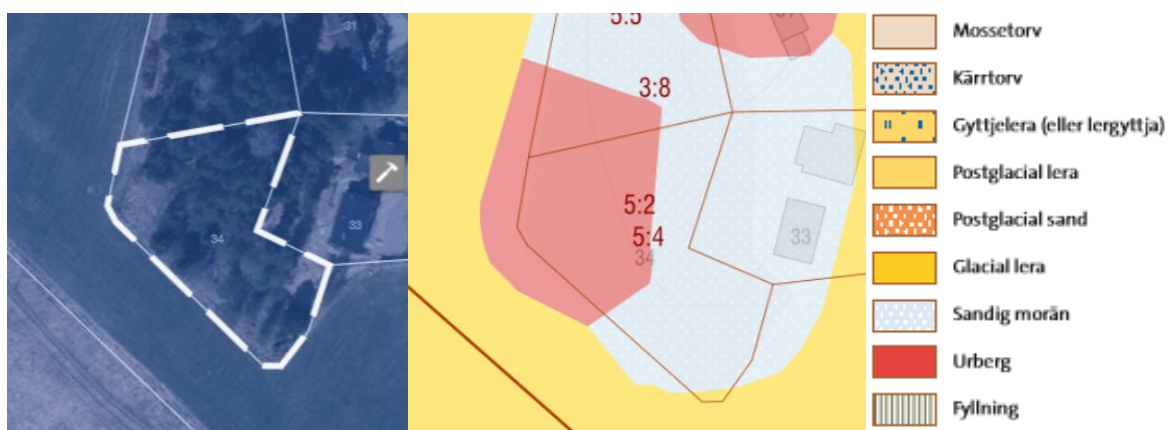 31
34
33
5:5
3:8
5:2
5:4
34
33
Mossetorv
Kärrtorv
Gyttjelera (eller lergyttja)
Postglacial lera
Postglacial sand
Glacial lera
Sandig morän
Urberg
Fyllning